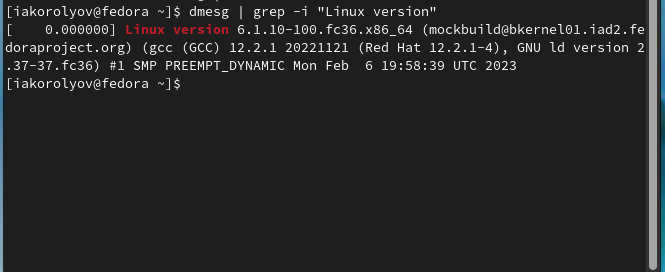 [iakorolyov@fedora ~]$ dmesg | grep -i "Linux version"
[    0.000000] Linux version 6.1.10-100.fc36.x86_64 (mockbuild@bkernel01.iad2.fe
doraproject.org) (gcc (GCC) 12.2.1 20221121 (Red Hat 12.2.1-4), GNU ld version 2
.37-37.fc36) #1 SMP PREEMPT_DYNAMIC Mon Feb  6 19:58:39 UTC 2023
[iakorolyov@fedora ~]$